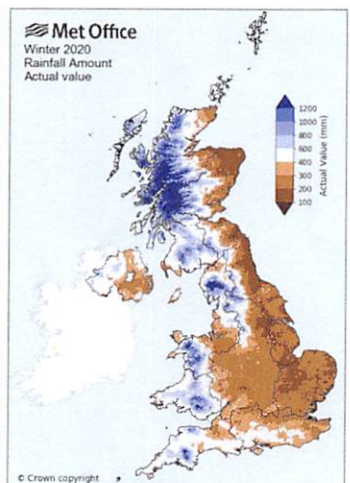 Met Office
Winter 2020
Rainfall Amount
Actual value
1200
1000
800
600
400
300
200
100
Actual Value (mm)
© Crown copyright